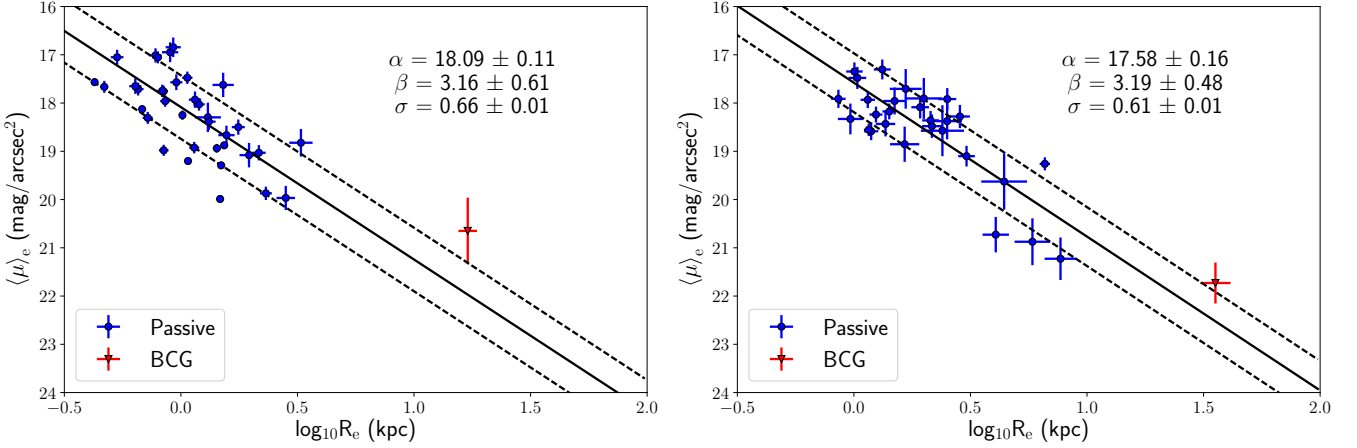 16
17
18
19
20
21
22
23
24
⟨μ⟩e (mag/arcsec²)
α = 18.09 ± 0.11
β = 3.16 ± 0.61
σ = 0.66 ± 0.01
Passive
BCG
−0.5 0.0 0.5 1.0 1.5 2.0
log10Re (kpc)
16
17
18
19
20
21
22
23
24
⟨μ⟩e (mag/arcsec²)
α = 17.58 ± 0.16
β = 3.19 ± 0.48
σ = 0.61 ± 0.01
Passive
BCG
−0.5 0.0 0.5 1.0 1.5 2.0
log10Re (kpc)